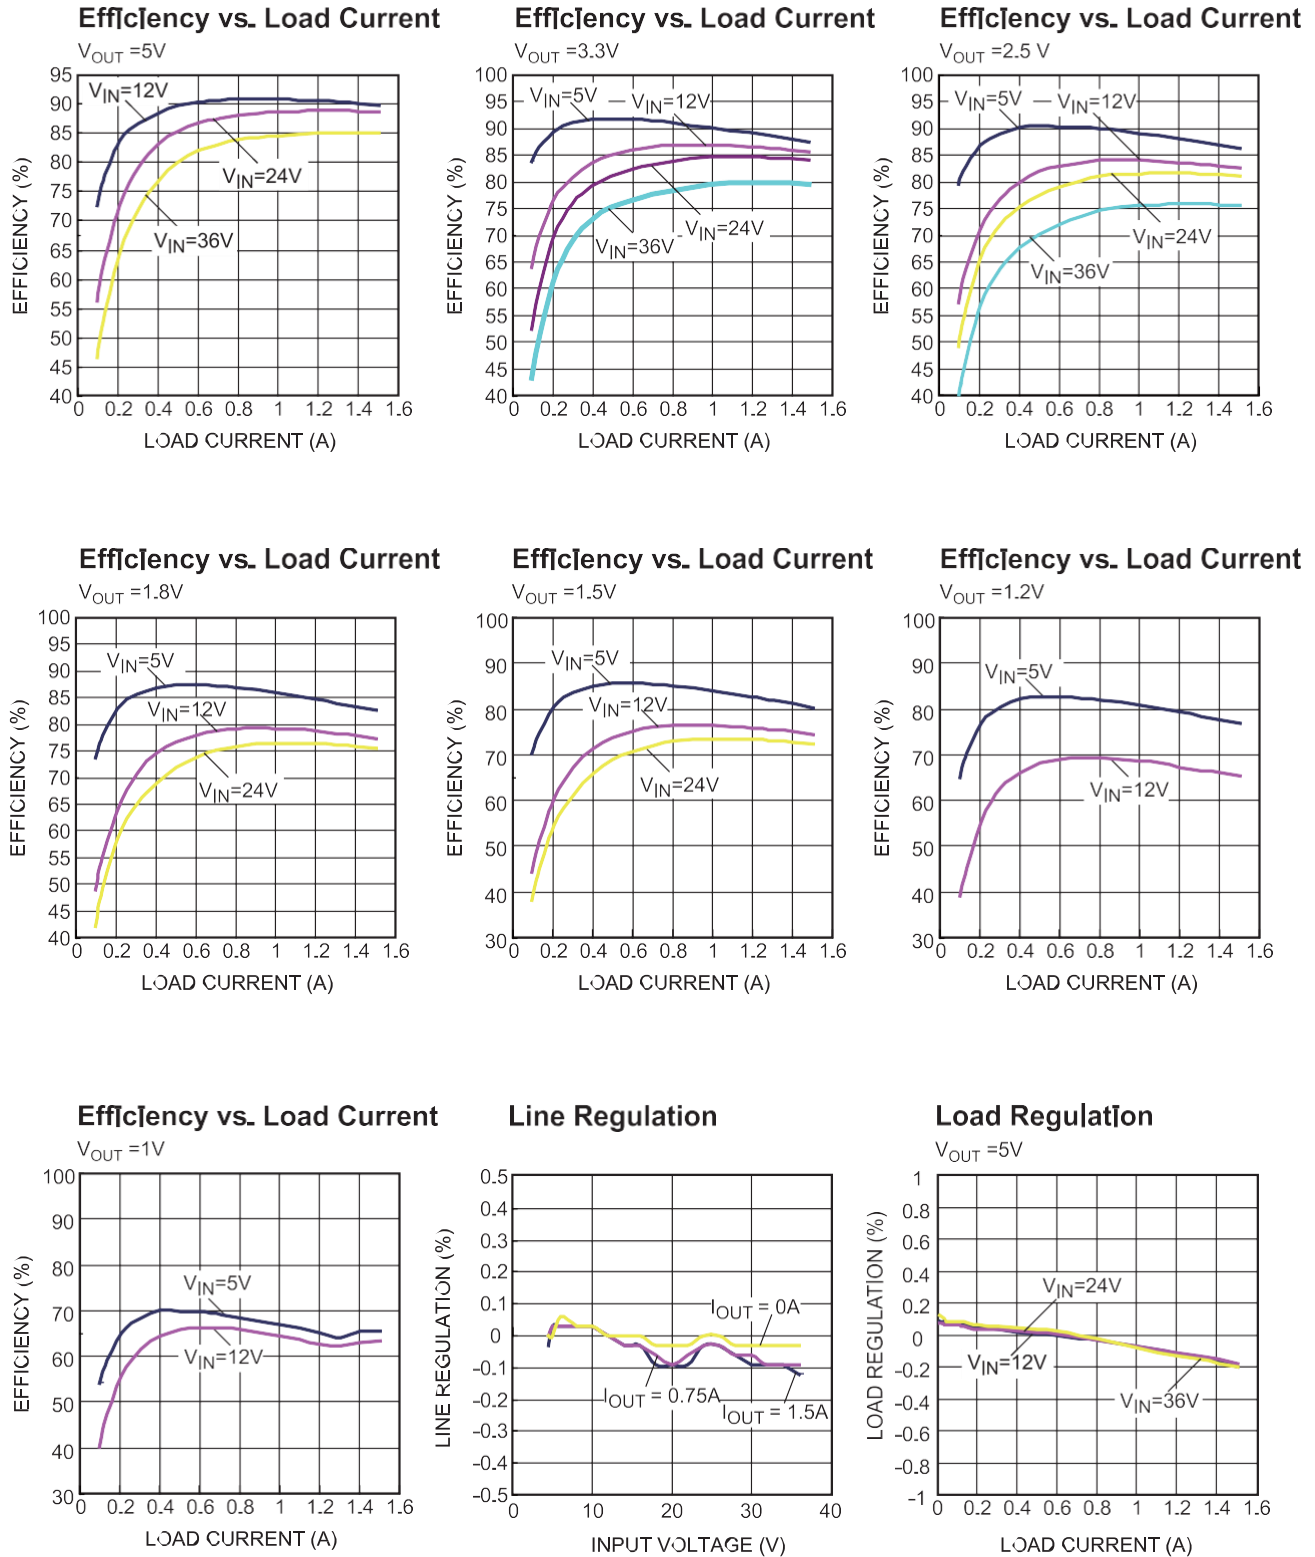 Efficiency vs. Load Current
VOUT =5V
95
90
85
80
75
70
65
60
55
50
45
40
EFFICIENCY (%)
VIN=12V
VIN=24V
VIN=36V
0 0.2 0.4 0.6 0.8 1 1.2 1.4 1.6
LOAD CURRENT (A)
Efficiency vs. Load Current
VOUT =3.3V
100
95
90
85
80
75
70
65
60
55
50
45
40
EFFICIENCY (%)
VIN=5V
VIN=12V
VIN=24V
VIN=36V
0 0.2 0.4 0.6 0.8 1 1.2 1.4 1.6
LOAD CURRENT (A)
Efficiency vs. Load Current
VOUT =2.5 V
100
95
90
85
80
75
70
65
60
55
50
45
40
EFFICIENCY (%)
VIN=5V
VIN=12V
VIN=24V
VIN=36V
0 0.2 0.4 0.6 0.8 1 1.2 1.4 1.6
LOAD CURRENT (A)
Efficiency vs. Load Current
VOUT =1.8V
100
95
90
85
80
75
70
65
60
55
50
45
40
EFFICIENCY (%)
VIN=5V
VIN=12V
VIN=24V
0 0.2 0.4 0.6 0.8 1 1.2 1.4 1.6
LOAD CURRENT (A)
Efficiency vs. Load Current
VOUT =1.5V
100
90
80
70
60
50
40
30
EFFICIENCY (%)
VIN=5V
VIN=12V
VIN=24V
0 0.2 0.4 0.6 0.8 1 1.2 1.4 1.6
LOAD CURRENT (A)
Efficiency vs. Load Current
VOUT =1.2V
100
90
80
70
60
50
40
30
EFFICIENCY (%)
VIN=5V
VIN=12V
0 0.2 0.4 0.6 0.8 1 1.2 1.4 1.6
LOAD CURRENT (A)
Efficiency vs. Load Current
VOUT =1V
100
90
80
70
60
50
40
30
EFFICIENCY (%)
VIN=5V
VIN=12V
0 0.2 0.4 0.6 0.8 1 1.2 1.4 1.6
LOAD CURRENT (A)
Line Regulation
0.5
0.4
0.3
0.2
0.1
0
-0.1
-0.2
-0.3
-0.4
-0.5
LINE REGULATION (%)
IOUT = 0A
IOUT = 0.75A
IOUT = 1.5A
0 10 20 30 40
INPUT VOLTAGE (V)
Load Regulation
VOUT =5V
1
0.8
0.6
0.4
0.2
0
-0.2
-0.4
-0.6
-0.8
-1
LOAD REGULATION (%)
VIN=24V
VIN=12V
VIN=36V
0 0.2 0.4 0.6 0.8 1 1.2 1.4 1.6
LOAD CURRENT (A)